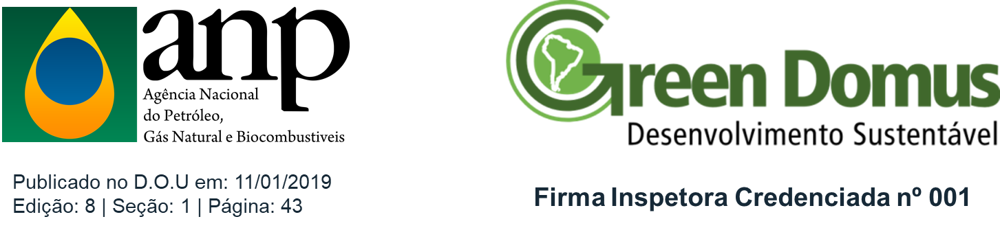 anp
Agência Nacional
do Petróleo,
Gás Natural e Biocombustiveis
Publicado no D.O.U em: 11/01/2019
Edição: 8 | Seção: 1 | Página: 43
Green Domus
Desenvolvimento Sustentável
Firma Inspetora Credenciada nº 001